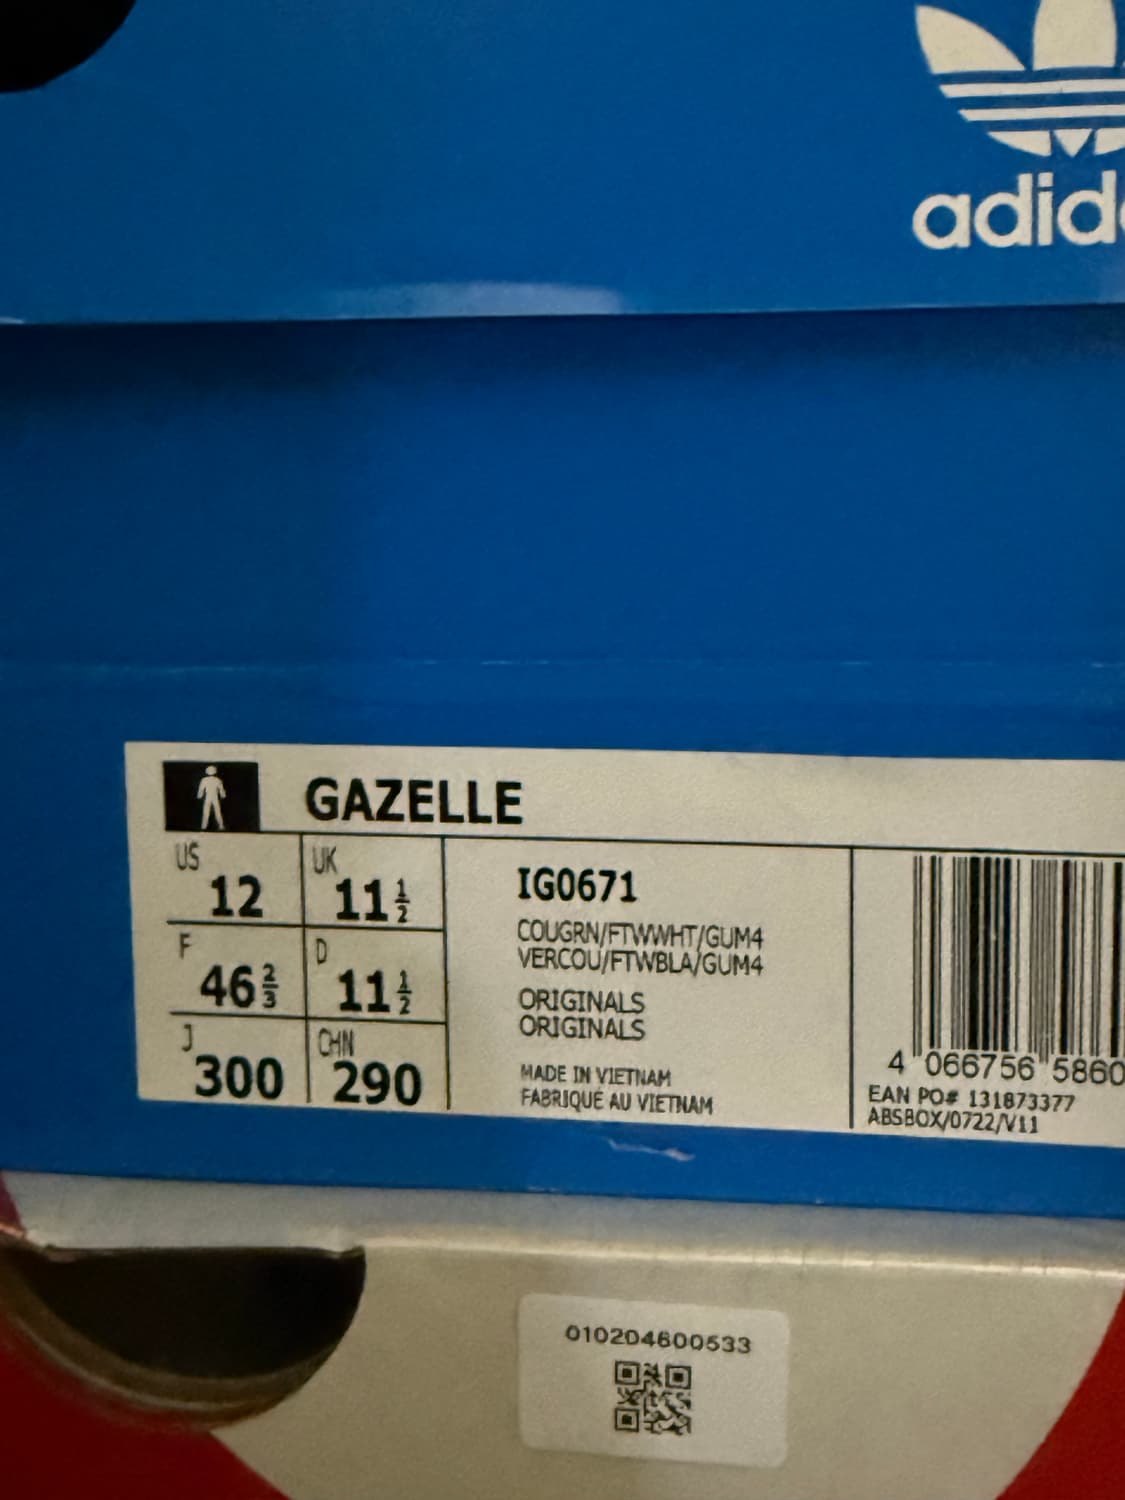 adid
GAZELLE
US 12
UK 11½
F 46⅔
D 11½
J 300
CHN 290
IG0671
COUGRN/FTWWHT/GUM4
VERCOU/FTWBLA/GUM4
ORIGINALS
ORIGINALS
MADE IN VIETNAM
FABRIQUÉ AU VIETNAM
4 066756 5860
EAN PO# 131873377
ABSBOX/0722/V11
010204600533